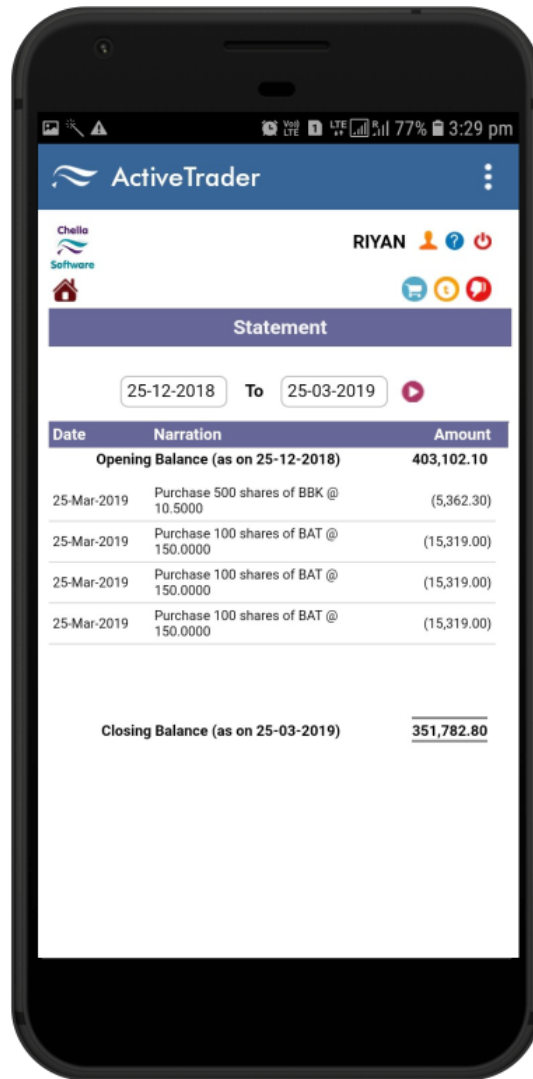 VoJ) LTE 1 LTE R 77% 3:29 pm
ActiveTrader
Chella
Software
RIYAN ?
t
Statement
25-12-2018 To 25-03-2019
Date Narration Amount
Opening Balance (as on 25-12-2018) 403,102.10
25-Mar-2019 Purchase 500 shares of BBK @ (5,362.30)
10.5000
25-Mar-2019 Purchase 100 shares of BAT @ (15,319.00)
150.0000
25-Mar-2019 Purchase 100 shares of BAT @ (15,319.00)
150.0000
25-Mar-2019 Purchase 100 shares of BAT @ (15,319.00)
150.0000
Closing Balance (as on 25-03-2019) 351,782.80